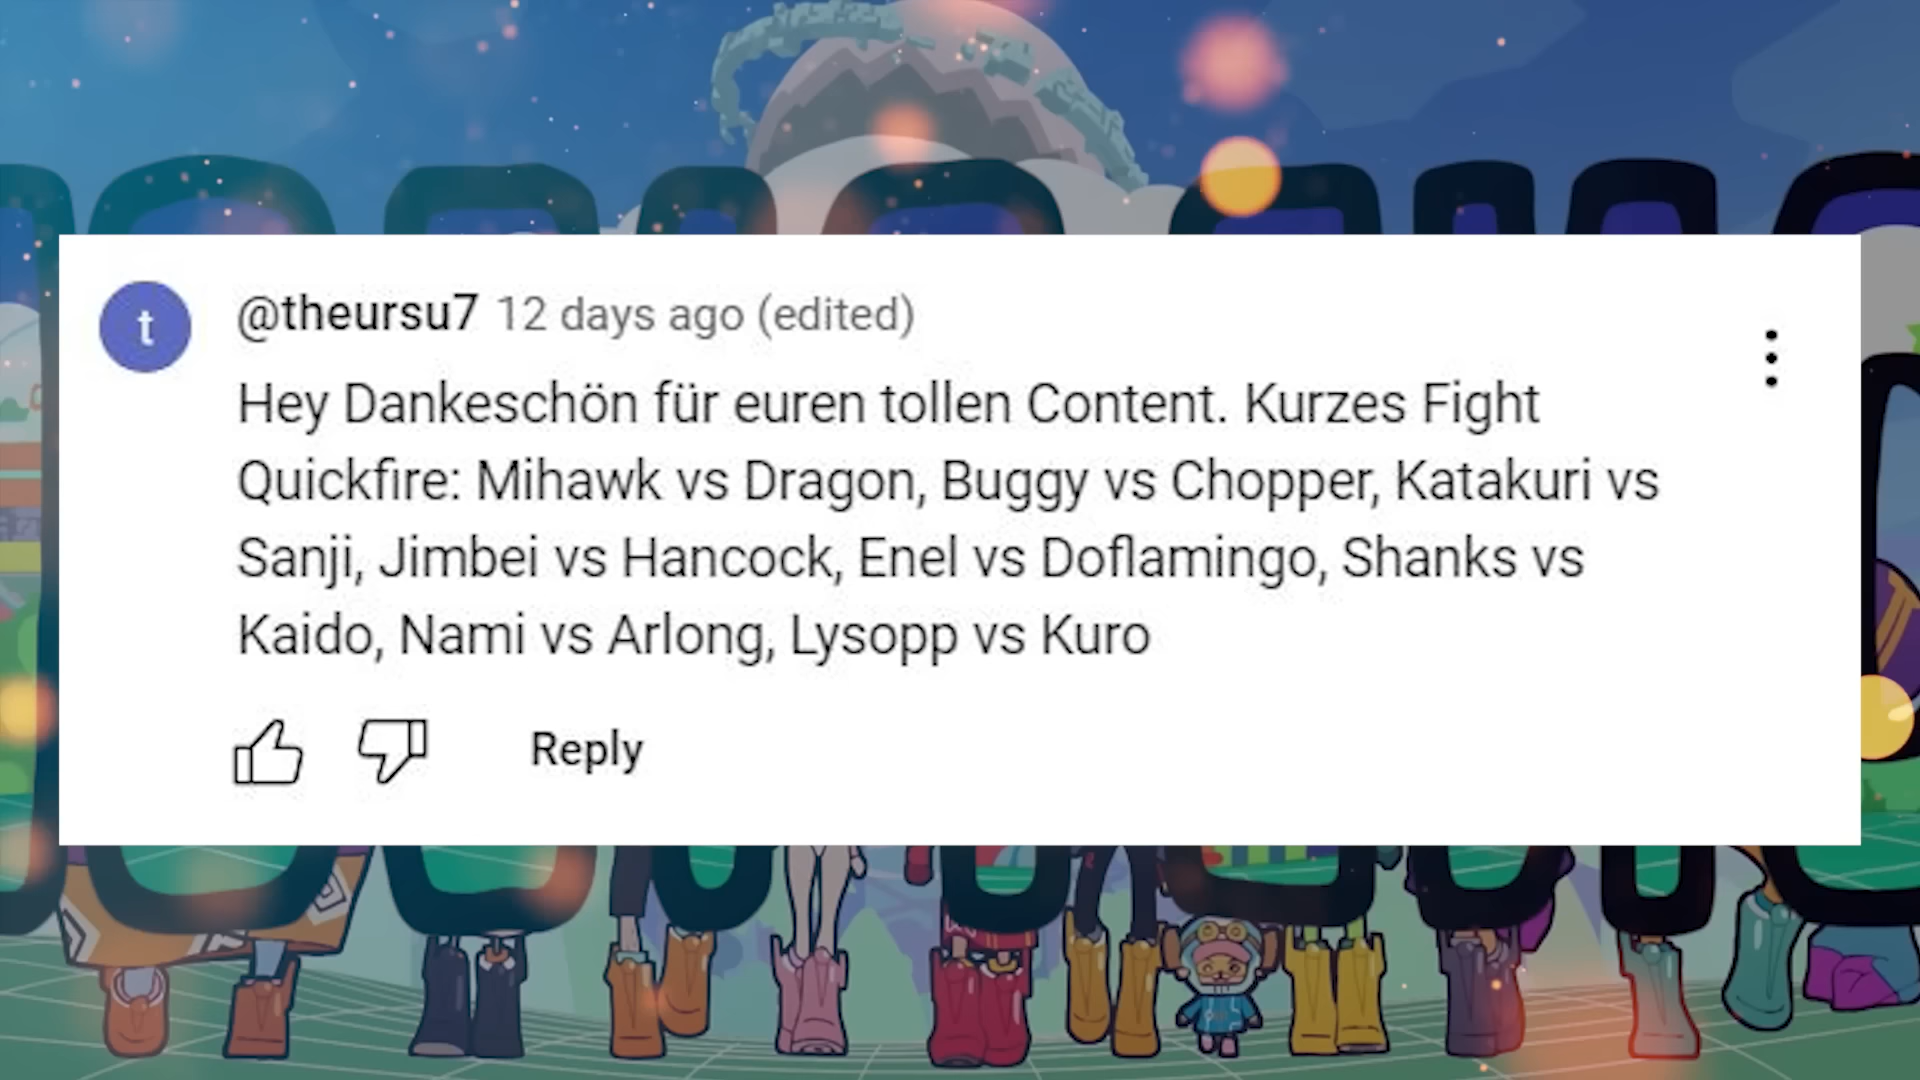 t
@theursu7 12 days ago (edited)
Hey Dankeschön für euren tollen Content. Kurzes Fight
Quickfire: Mihawk vs Dragon, Buggy vs Chopper, Katakuri vs
Sanji, Jimbei vs Hancock, Enel vs Doflamingo, Shanks vs
Kaido, Nami vs Arlong, Lysopp vs Kuro
Reply